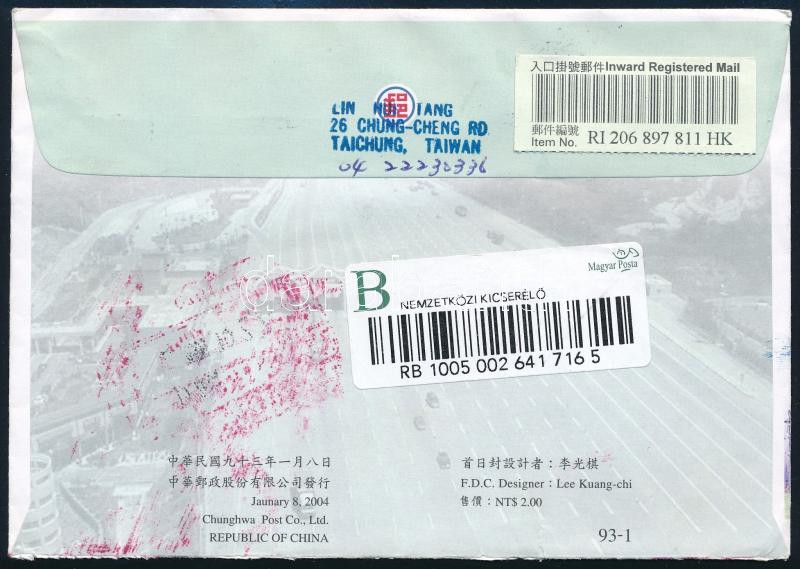 入口掛號郵件Inward Registered Mail
郵件編號
Item No. RI 206 897 811 HK
郵
LIN
26 CHUNG-CHENG RD
TAICHUNG, TAIWAN
04 22230336
Magyar Posta
B NEMZETKÖZI KICSERÉLŐ
RB 1005 002 641 716 5
中華民國九十三年一月八日
中華郵政股份有限公司發行
Jaunary 8, 2004
Chunghwa Post Co., Ltd.
REPUBLIC OF CHINA
首日封設計者：李光棋
F.D.C. Designer : Lee Kuang-chi
售價：NT$ 2.00
93-1